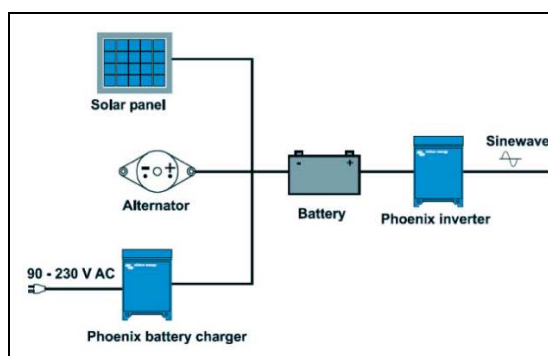 Solar panel
Sinewave
Alternator
Battery
Phoenix inverter
90 - 230 V AC
Phoenix battery charger